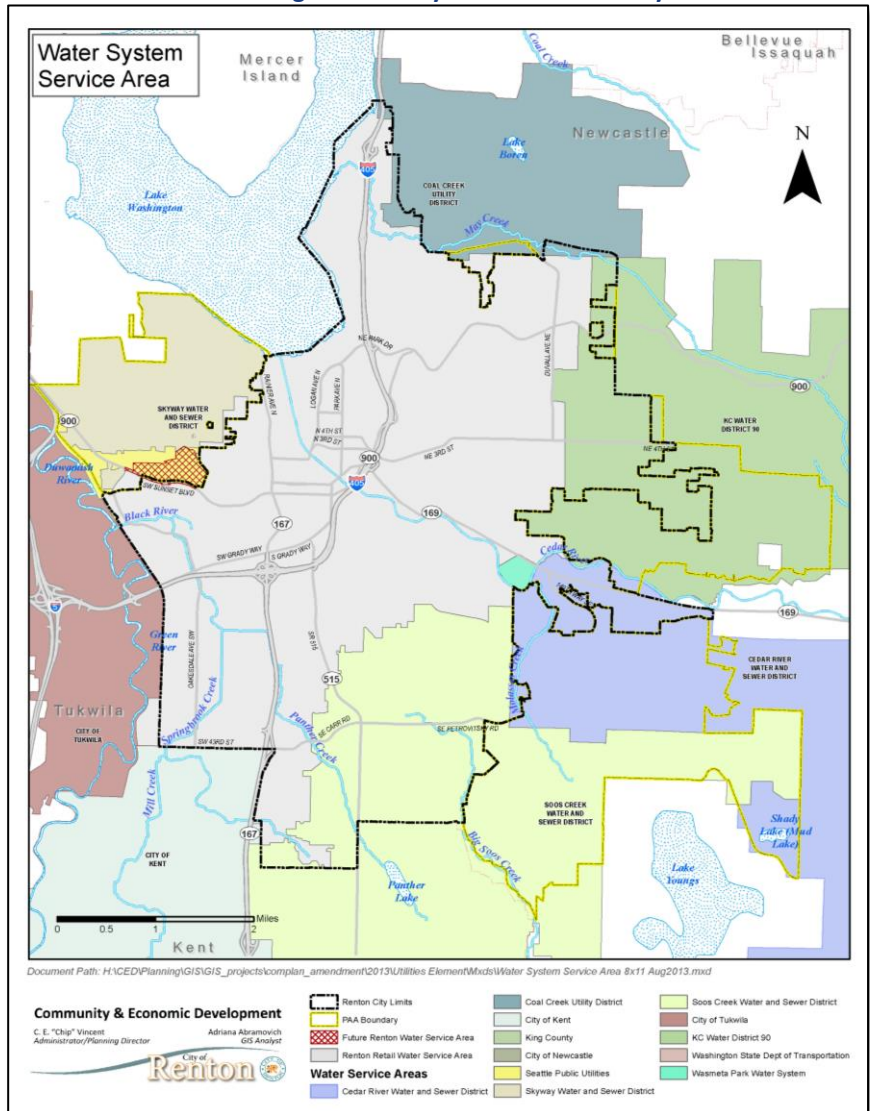 Water System
Service Area
Mercer
Island
Coal Creek
Bellevue
Issaquah
Newcastle
Lake
Boren
N
405
Lake
Washington
COAL CREEK
UTILITY
DISTRICT
May Creek
NE PARK DR
DUVALL AVE NE
RAINIER AVE N
LOGAN AVE N
PARK AVE N
900
SKYWAY WATER
AND SEWER
DISTRICT
KC WATER
DISTRICT 90
900
N 4TH ST
N 3RD ST
NE 3RD ST
NE 4TH
900
405
Duwamish
River
SW SUNSET BLVD
Black River
167
169
Cedar River
SW GRADY WAY
S GRADY WAY
5
169
Green
River
OAKESDALE AVE SW
SR 515
515
CEDAR RIVER
WATER AND
SEWER DISTRICT
Springbrook Creek
Panther
Creek
Tukwila
CITY OF
TUKWILA
SW 43RD ST
SE CARR RD
SE PETROVITSKY RD
Mill Creek
SOOS CREEK
WATER AND
SEWER DISTRICT
Shady
Lake (Mud
Lake)
167
CITY OF
KENT
Big Soos Creek
Panther
Lake
Lake
Youngs
Miles
0 0.5 1 2
Kent
Document Path: H:\CED\Planning\GIS\GIS_projects\complan_amendment\2013\Utilities Element\Mxds\Water System Service Area 8x11 Aug2013.mxd
Community & Economic Development
C. E. "Chip" Vincent
Administrator/Planning Director
Adriana Abramovich
GIS Analyst
City of
Renton
Renton City Limits
PAA Boundary
Future Renton Water Service Area
Renton Retail Water Service Area
Water Service Areas
Cedar River Water and Sewer District
Coal Creek Utility District
City of Kent
King County
City of Newcastle
Seattle Public Utilities
Skyway Water and Sewer District
Soos Creek Water and Sewer District
City of Tukwila
KC Water District 90
Washington State Dept of Transportation
Wasmeta Park Water System